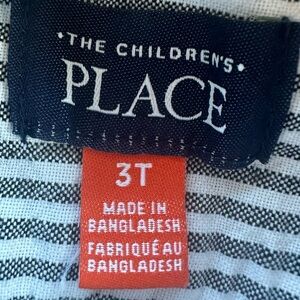 •THE CHILDREN'S•
PLACE
3T
MADE IN
BANGLADESH
FABRIQUÉ AU
BANGLADESH